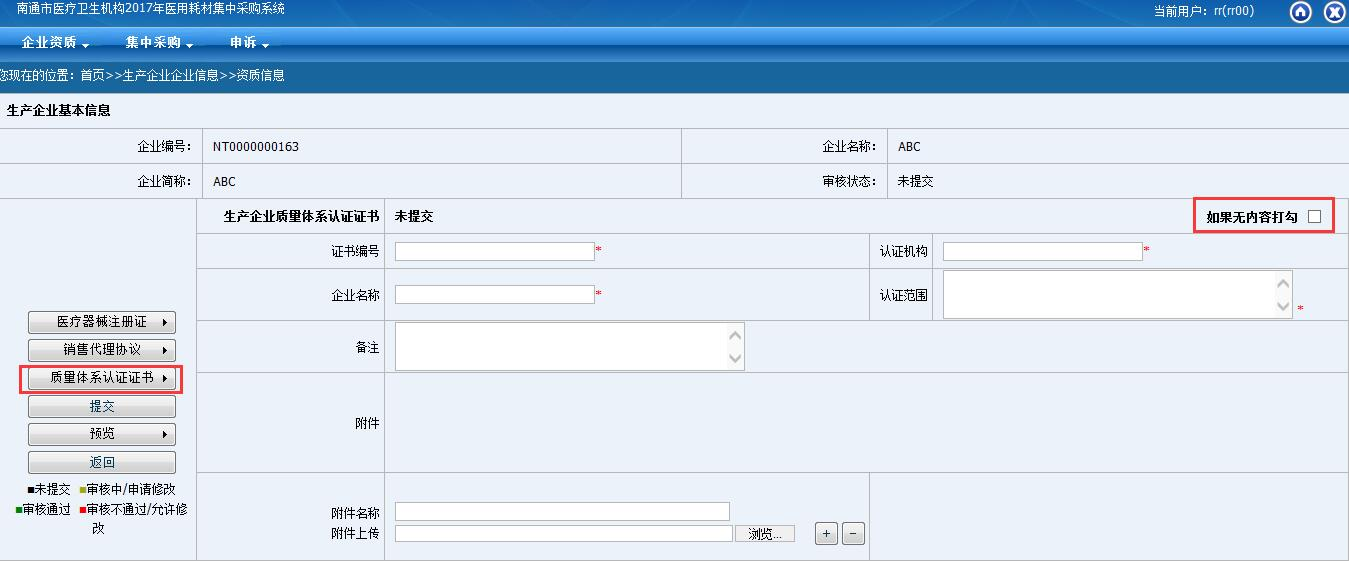 南通市医疗卫生机构2017年医用耗材集中采购系统
当前用户：rr(rr00)
企业资质 集中采购 申诉
您现在的位置：首页>>生产企业企业信息>>资质信息
生产企业基本信息
企业编号： NT0000000163 企业名称： ABC
企业简称： ABC 审核状态： 未提交
生产企业质量体系认证证书 未提交 如果无内容打勾
证书编号 * 认证机构 *
企业名称 * 认证范围 *
备注
附件
附件名称
附件上传 浏览... + -
医疗器械注册证
销售代理协议
质量体系认证证书
提交
预览
返回
■未提交 ■审核中/申请修改
■审核通过 ■审核不通过/允许修
改